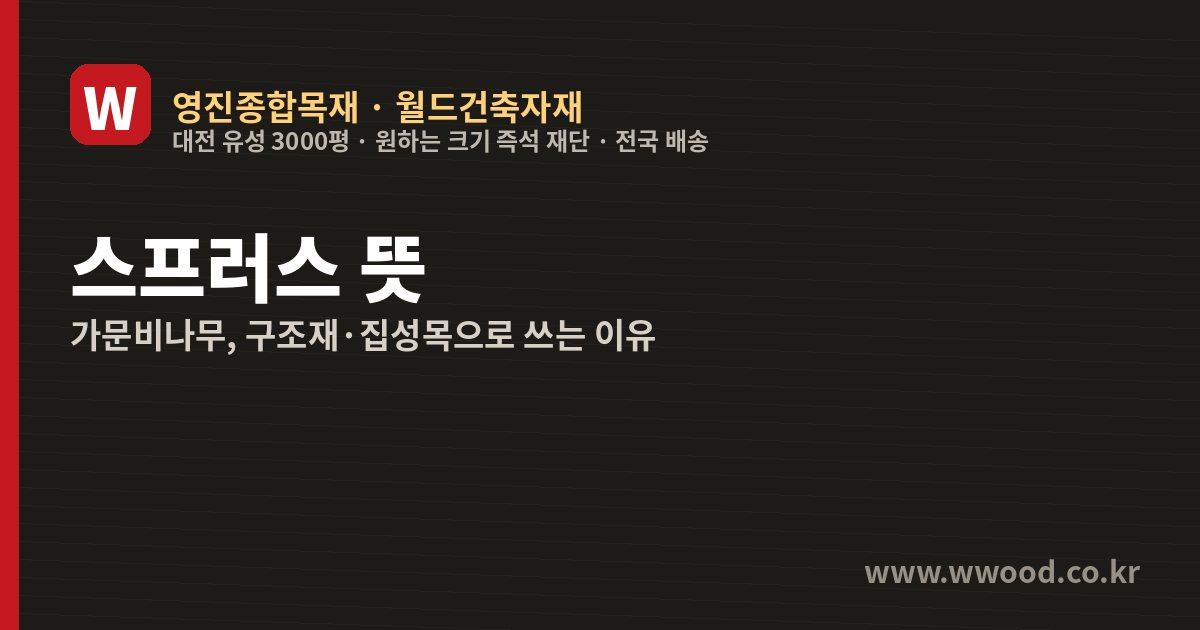 W
영진종합목재 · 월드건축자재
대전 유성 3000평 · 원하는 크기 즉석 재단 · 전국 배송
스프러스 뜻
가문비나무, 구조재·집성목으로 쓰는 이유
www.wwood.co.kr